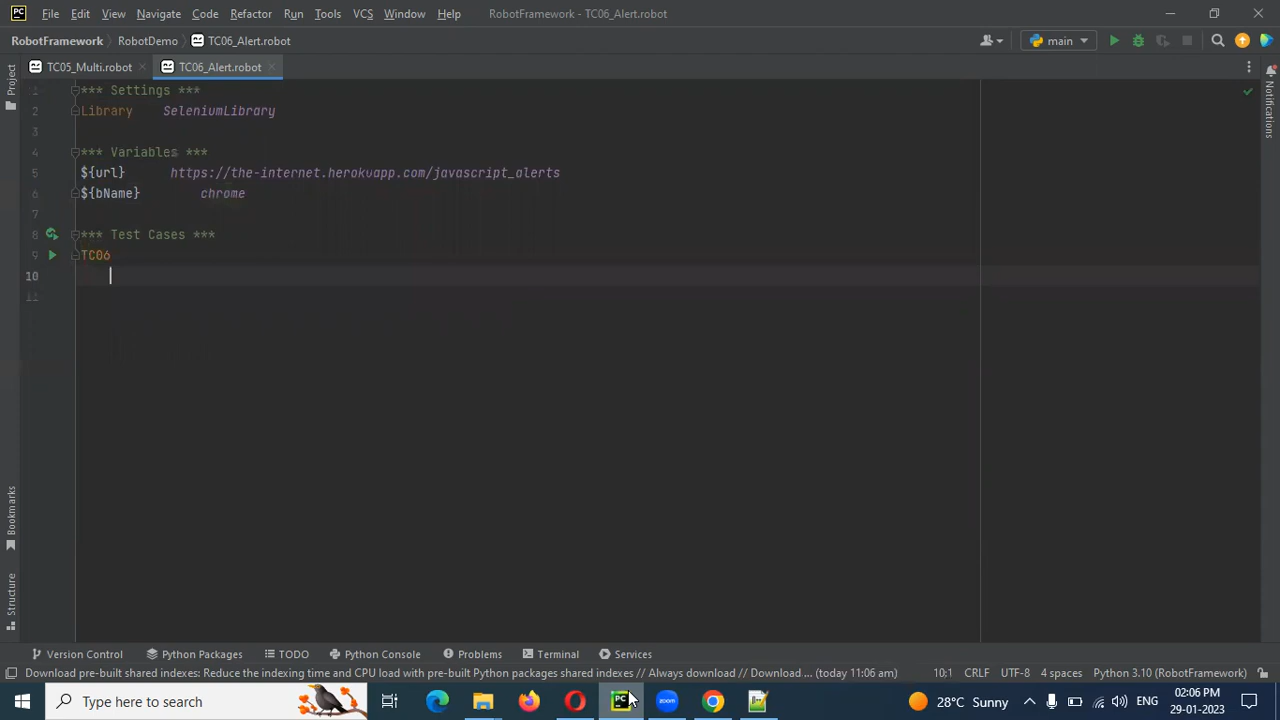 File Edit View Navigate Code Refactor Run Tools VCS Window Help RobotFramework - TC06_Alert.robot
RobotFramework RobotDemo TC06_Alert.robot main
TC05_Multi.robot TC06_Alert.robot
Project
Notifications
1 *** Settings ***
2 Library SeleniumLibrary
3
4 *** Variables ***
5 ${url} https://the-internet.herokuapp.com/javascript_alerts
6 ${bName} chrome
7
8 *** Test Cases ***
9 TC06
10
11
Bookmarks
Structure
Version Control Python Packages TODO Python Console Problems Terminal Services
Download pre-built shared indexes: Reduce the indexing time and CPU load with pre-built Python packages shared indexes // Always download // Download ... (today 11:06 am) 10:1 CRLF UTF-8 4 spaces Python 3.10 (RobotFramework)
Type here to search zoom 28°C Sunny ENG 02:06 PM
29-01-2023